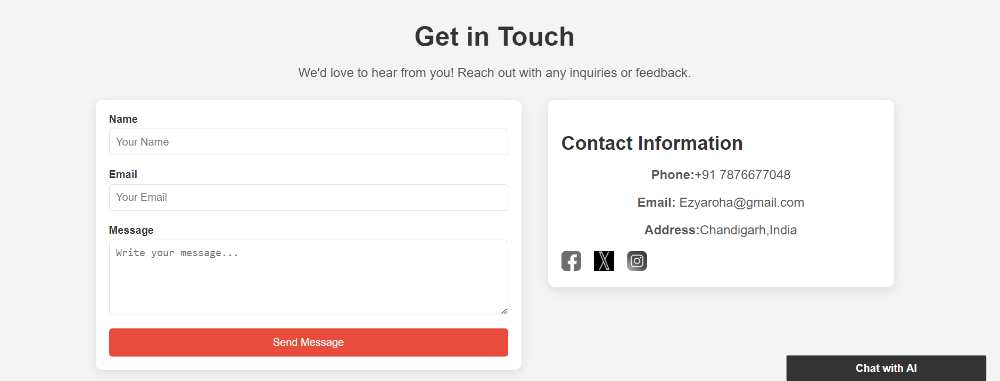 Get in Touch
We'd love to hear from you! Reach out with any inquiries or feedback.
Name
Your Name
Email
Your Email
Message
Write your message...
Send Message
Contact Information
Phone:+91 7876677048
Email: Ezyaroha@gmail.com
Address:Chandigarh,India
Chat with AI